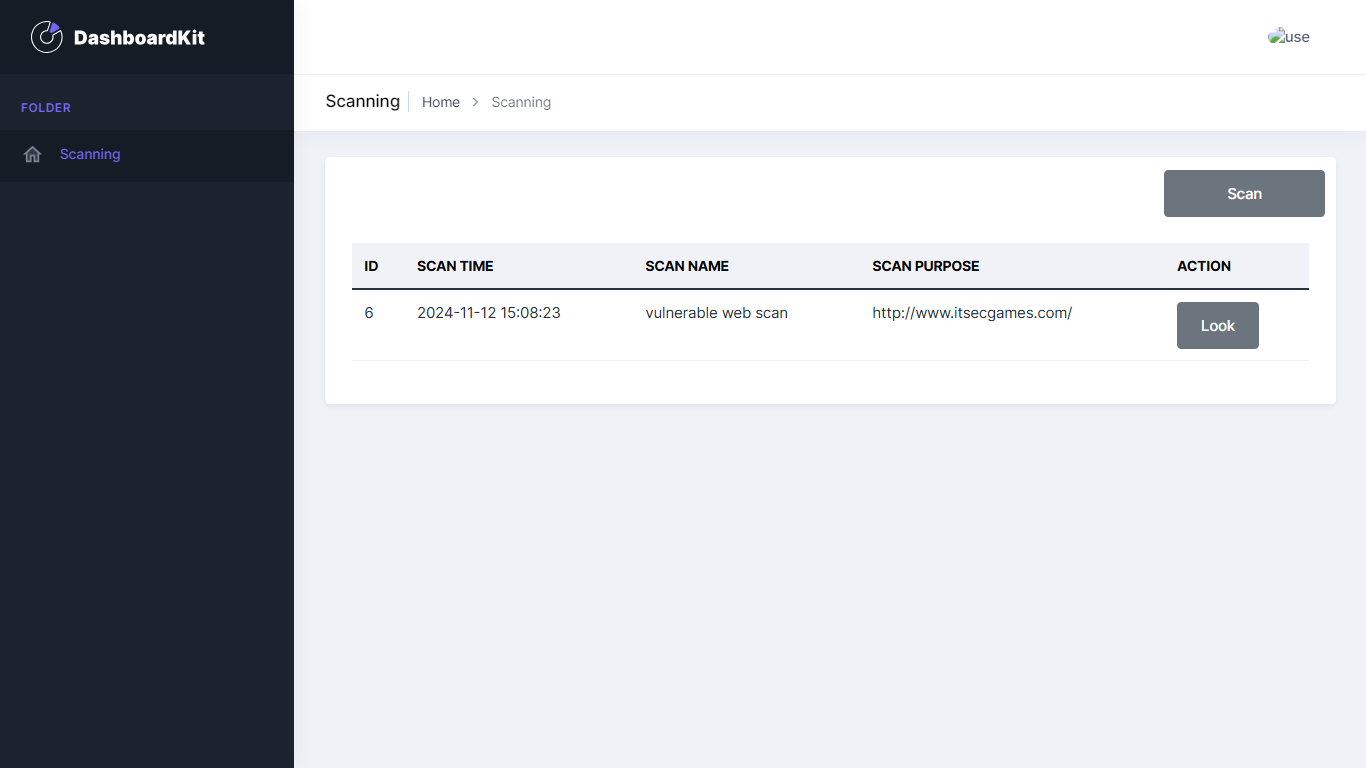 DashboardKit
use
FOLDER
Scanning
Scanning Home > Scanning
Scan
ID SCAN TIME SCAN NAME SCAN PURPOSE ACTION
6 2024-11-12 15:08:23 vulnerable web scan http://www.itsecgames.com/ Look